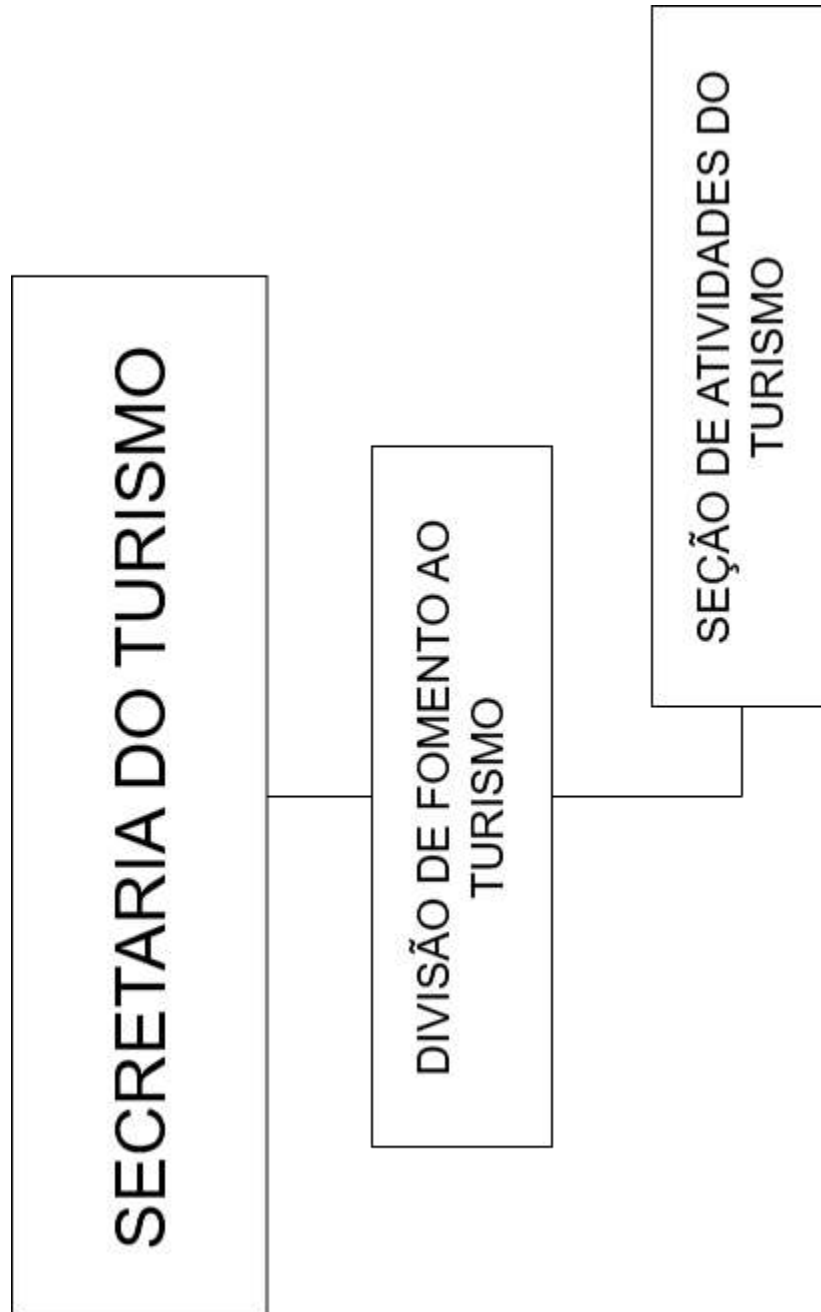 SECRETARIA DO TURISMO
DIVISÃO DE FOMENTO AO
TURISMO
SEÇÃO DE ATIVIDADES DO
TURISMO